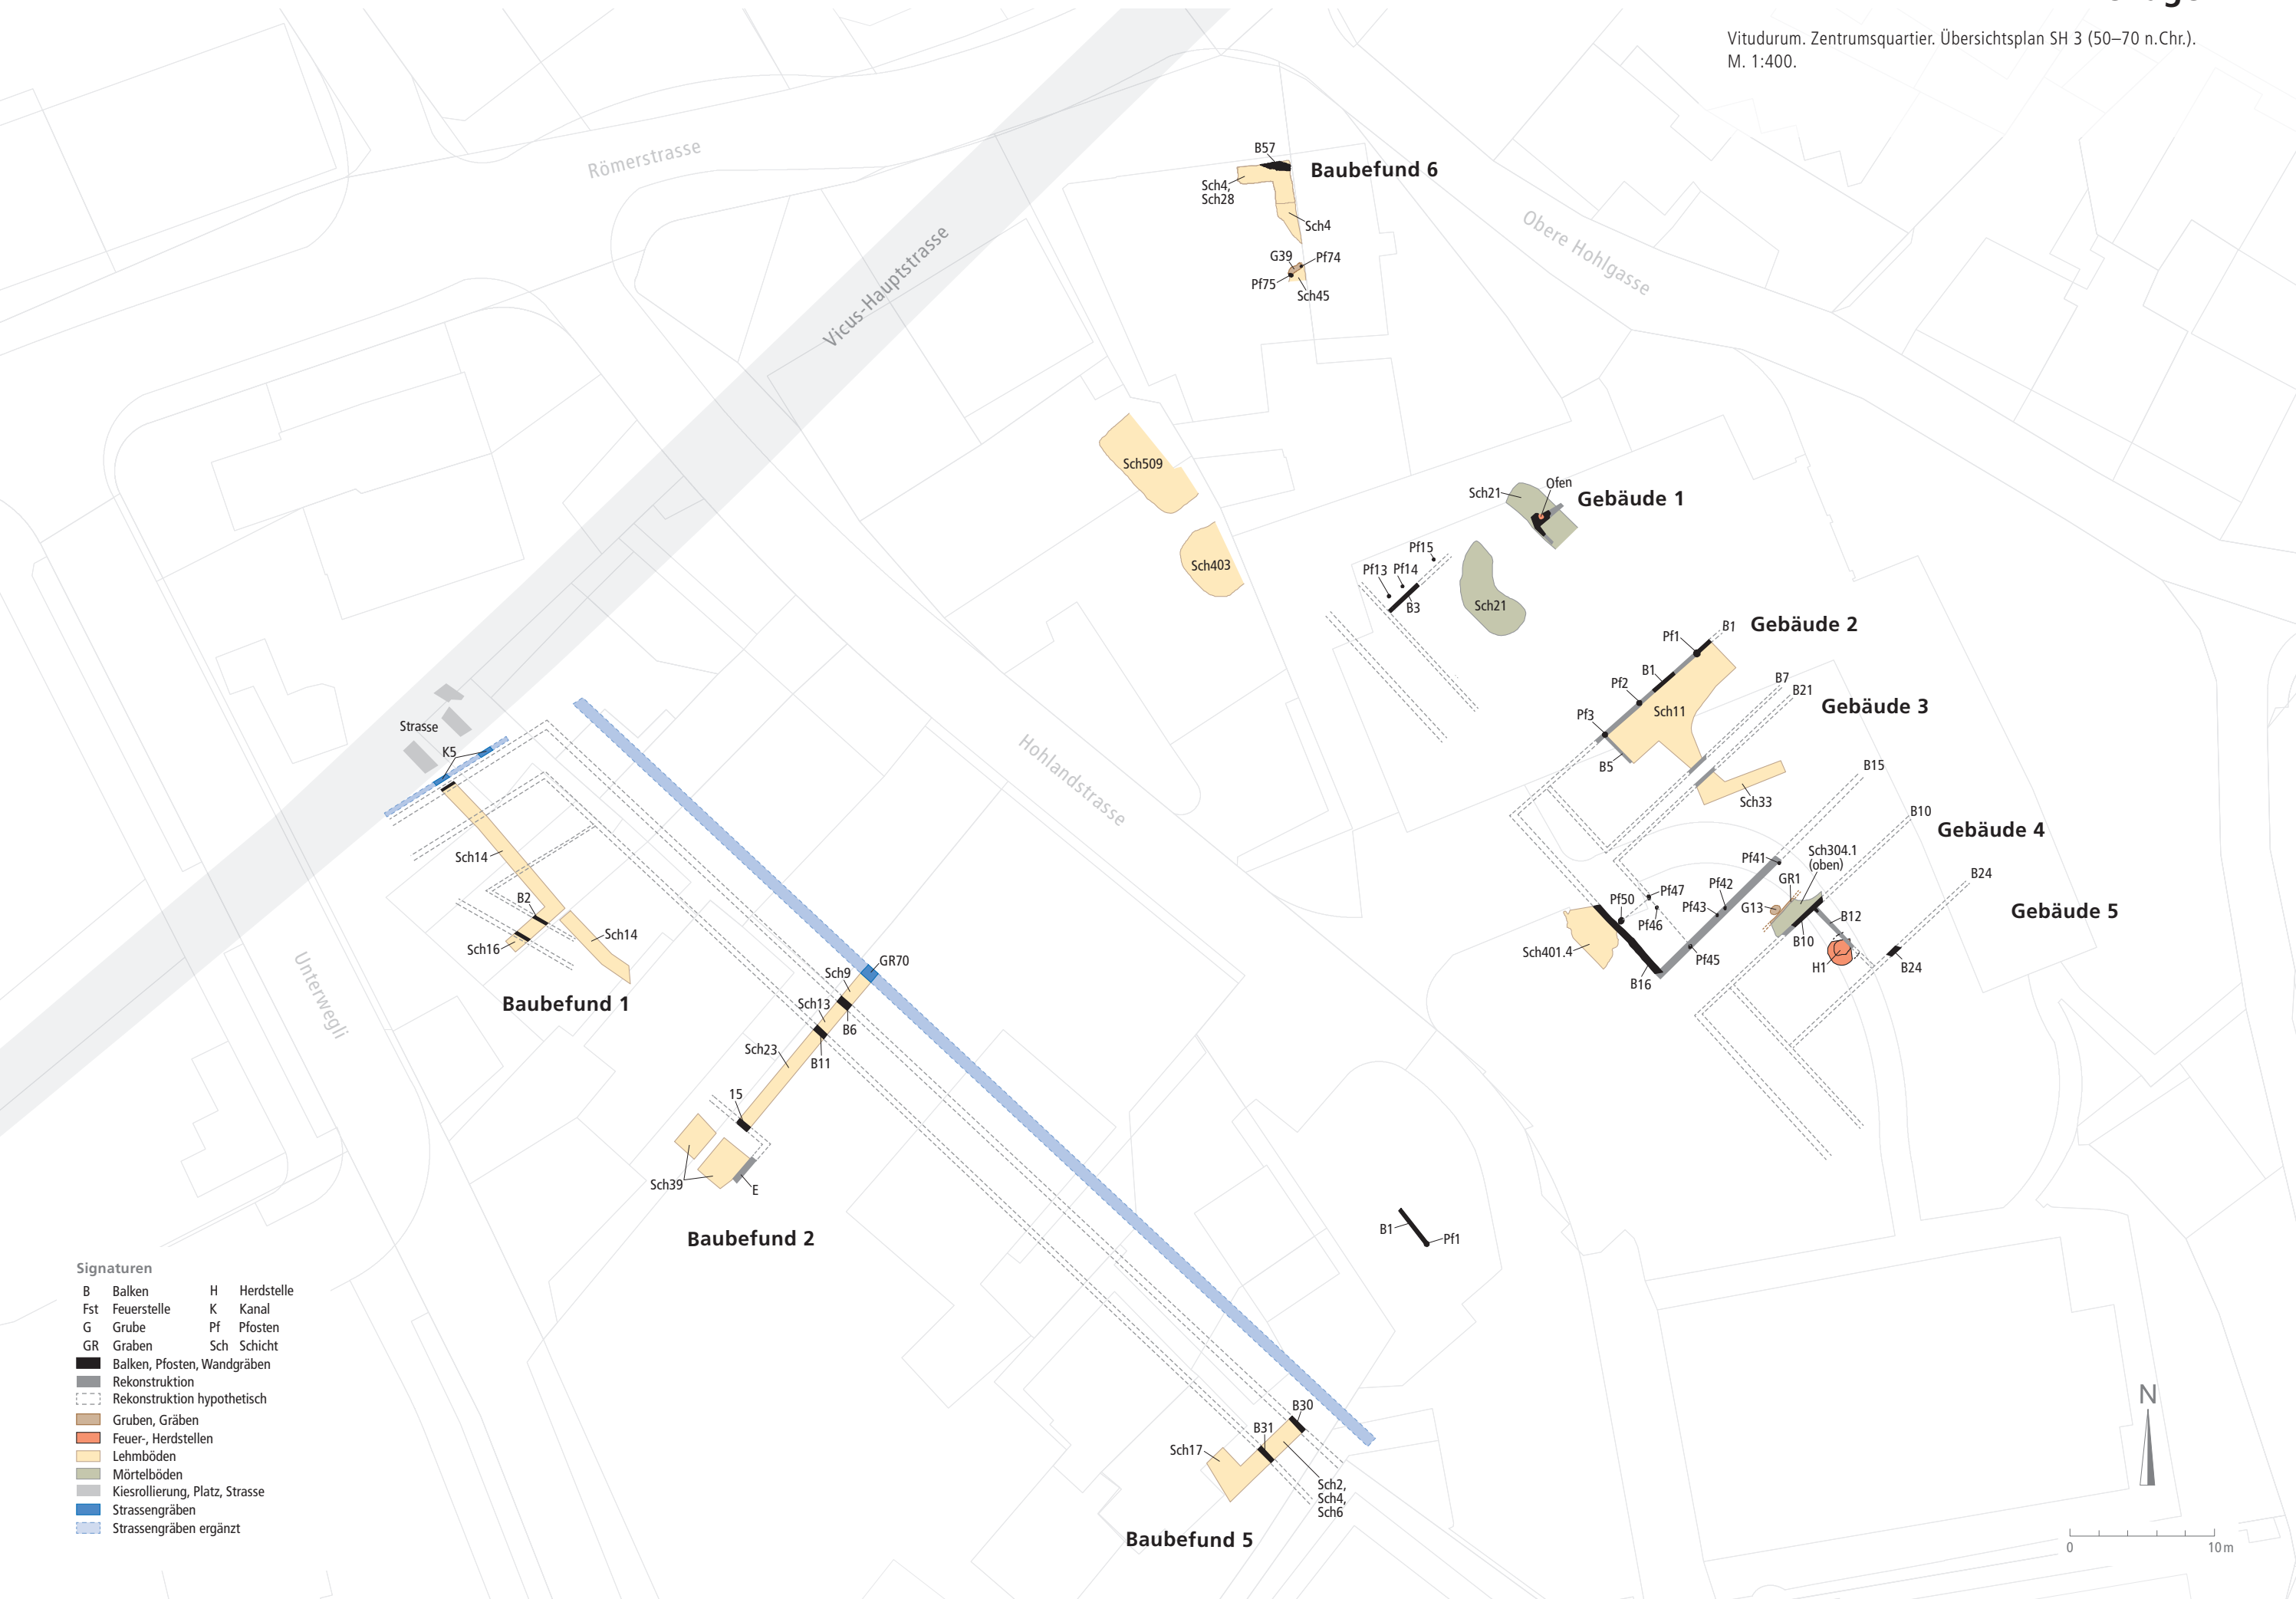 Vitudurum. Zentrumsquartier. Übersichtsplan SH 3 (50–70 n.Chr.).
M. 1:400.
Römerstrasse
Vicus-Hauptstrasse
Obere Hohlgasse
B57
Baubefund 6
Sch4,
Sch28
Sch4
G39
Pf74
Pf75
Sch45
Sch509
Sch403
Sch21
Ofen
Gebäude 1
Pf15
Pf13
Pf14
B3
Sch21
Pf1
B1
Gebäude 2
B1
Pf2
Pf3
Sch11
B5
B7
B21
Gebäude 3
Sch33
B15
B10
Gebäude 4
Strasse
K5
Hohlandstrasse
Sch14
B2
Sch14
Sch16
Baubefund 1
Unterwegli
Pf41
Sch304.1
(oben)
GR1
G13
B24
Gebäude 5
Pf47
Pf42
Pf50
Pf43
Pf46
B12
B10
Sch401.4
Pf45
H1
B24
B16
GR70
Sch9
Sch13
B6
Sch23
B11
15
Sch39
E
Baubefund 2
B1
Pf1
B30
B31
Sch17
Sch2,
Sch4,
Sch6
Baubefund 5
Signaturen
B Balken H Herdstelle
Fst Feuerstelle K Kanal
G Grube Pf Pfosten
GR Graben Sch Schicht
Balken, Pfosten, Wandgräben
Rekonstruktion
Rekonstruktion hypothetisch
Gruben, Gräben
Feuer-, Herdstellen
Lehmböden
Mörtelböden
Kiesrollierung, Platz, Strasse
Strassengräben
Strassengräben ergänzt
N
0 10 m